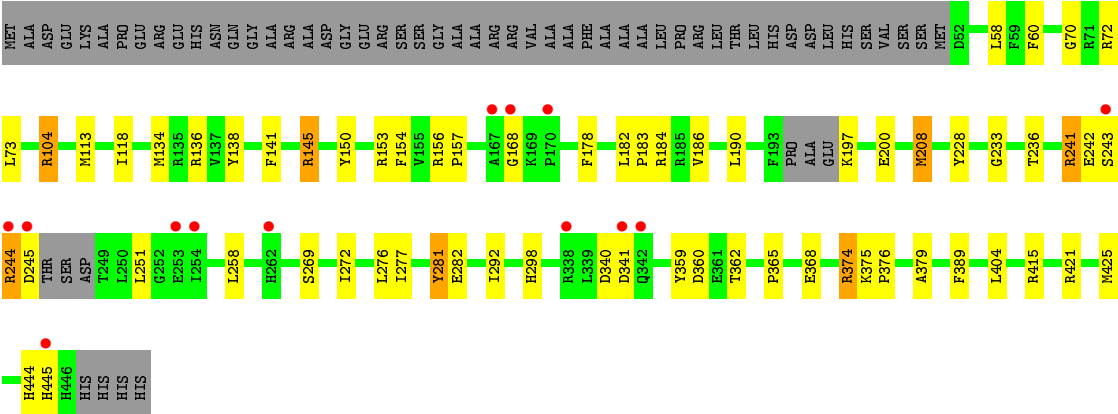 MET ALA ASP GLU LYS ALA PRO GLU ARG GLU HIS ASN GLN GLY ALA ARG ALA ASP GLY GLU ARG SER SER GLY ALA ALA ARG ARG VAL ALA ALA PHE ALA ALA ALA LEU PRO ARG LEU THR LEU HIS ASP ASP LEU HIS SER VAL SER SER MET D52 L58 F59 F60 G70 R71 R72
L73 R104 M113 I118 M134 R135 R136 V137 Y138 F141 R145 Y150 R153 F154 V155 R156 P157 A167 G168 K169 P170 F178 L182 P183 R184 R185 V186 L190 F193 PRO ALA GLU K197 E200 M208 Y228 G233 T236 R241 E242 S243
R244 D245 THR SER ASP T249 L250 L251 G252 E253 I254 L258 H262 S269 I272 L276 I277 Y281 E282 I292 H298 R338 L339 D340 D341 Q342 Y359 D360 E361 T362 P365 E368 R374 K375 P376 A379 F389 L404 R415 R421 M425
H444 H445 H446 HIS HIS HIS HIS